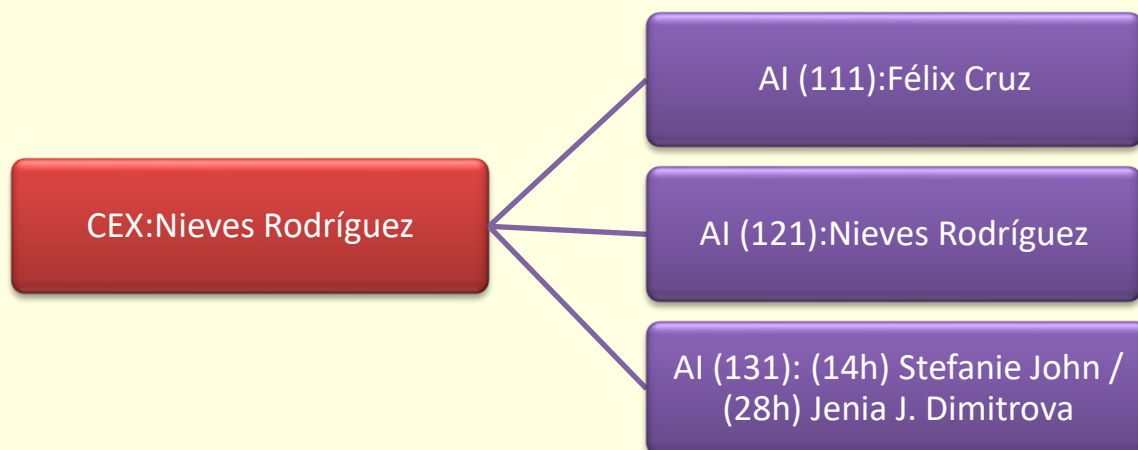 CEX:Nieves Rodríguez
AI (111):Félix Cruz
AI (121):Nieves Rodríguez
AI (131): (14h) Stefanie John /
(28h) Jenia J. Dimitrova